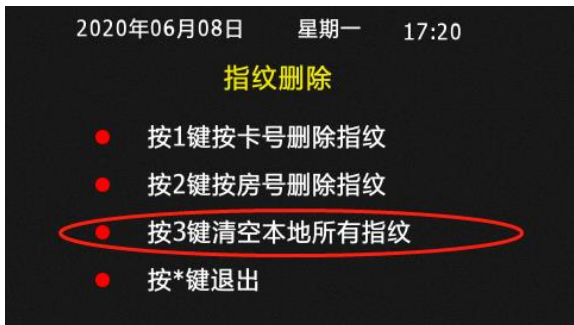 2020年06月08日 星期一 17:20
指纹删除
按1键按卡号删除指纹
按2键按房号删除指纹
按3键清空本地所有指纹
按*键退出